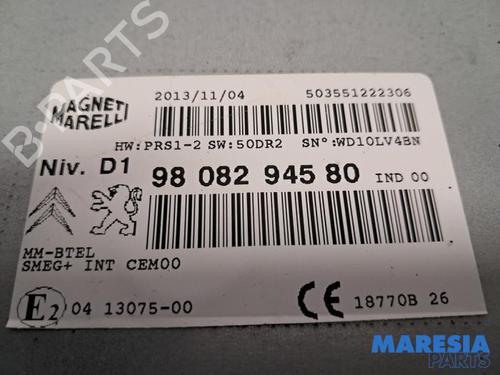 B-PARTS
MAGNETI
MARELLI
2013/11/04 503551222306
HW:PRS1-2 SW:50DR2 SN°:WD10LV4BN
Niv. D1 98 082 945 80 IND 00
MM-BTEL
SMEG+ INT CEM00
E2 04 13075-00 CE 18770B 26
MARESIA
PARTS